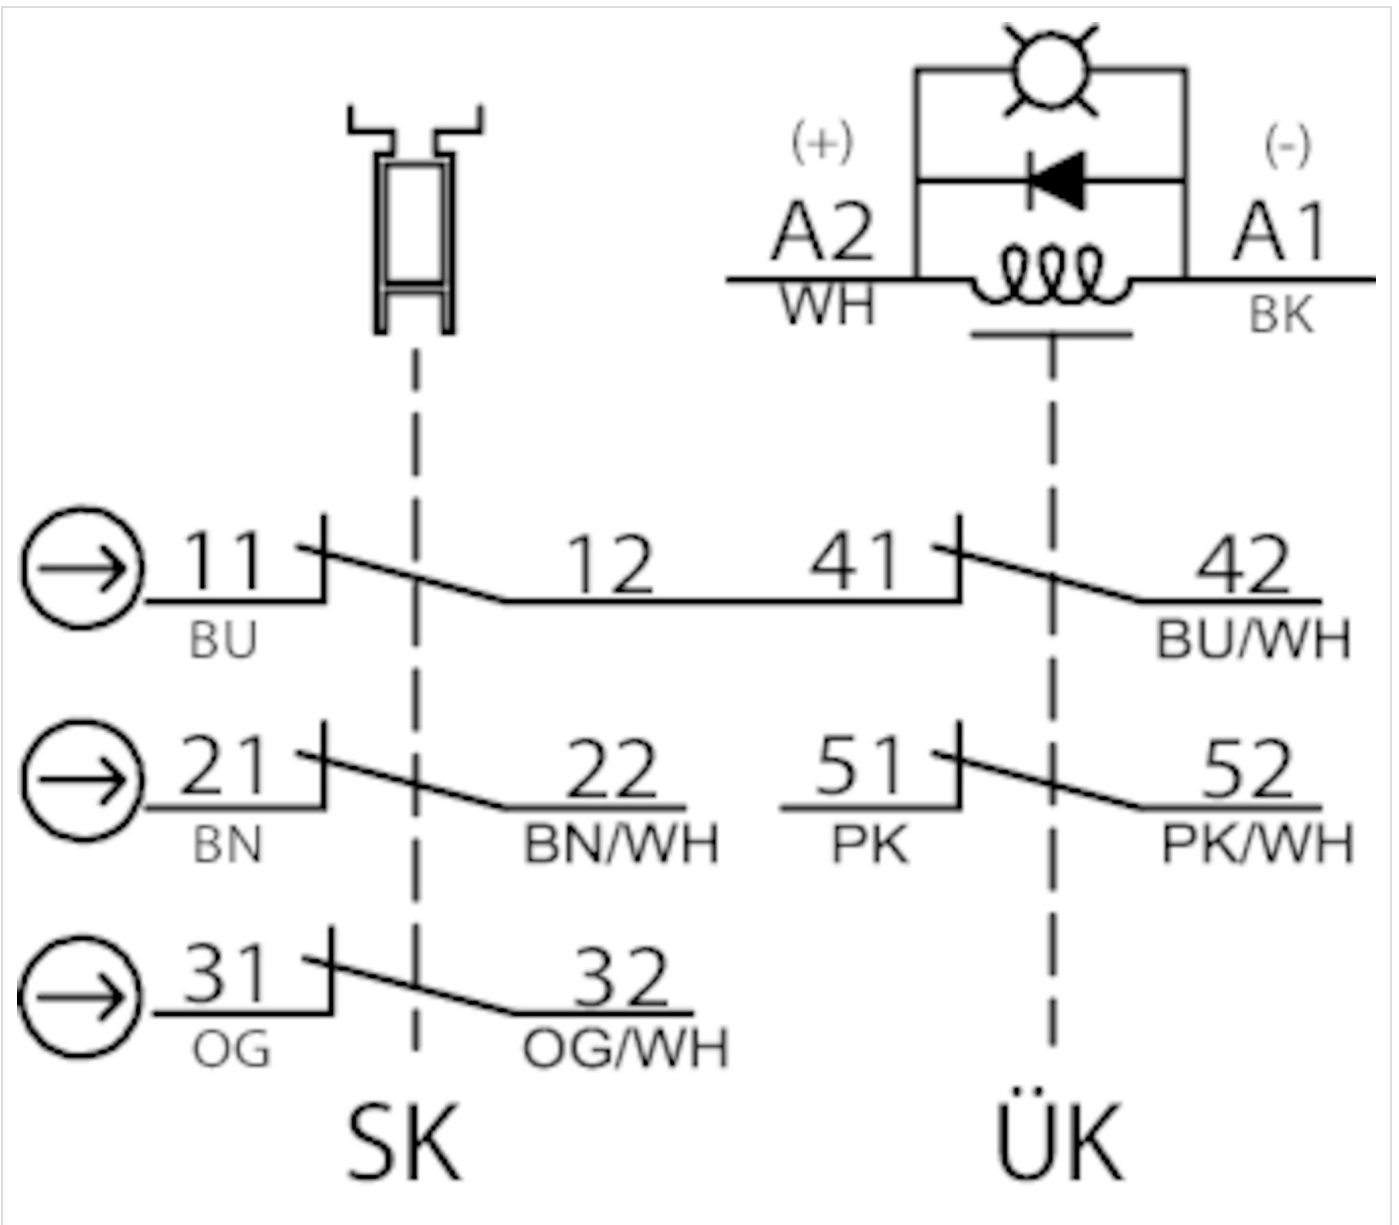 (+) (-)
A2 A1
WH BK
11 12 41 42
BU BU/WH
21 22 51 52
BN BN/WH PK PK/WH
31 32
OG OG/WH
SK ÜK